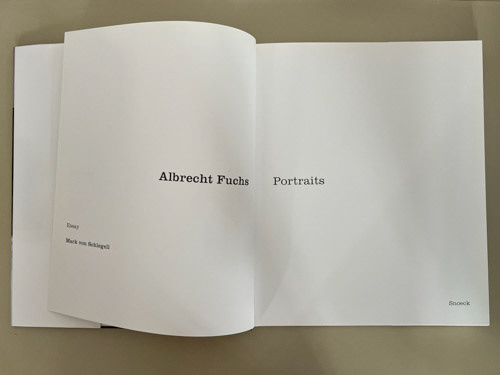 Albrecht Fuchs Portraits
Essay
Mark von Schlegell
Snoeck